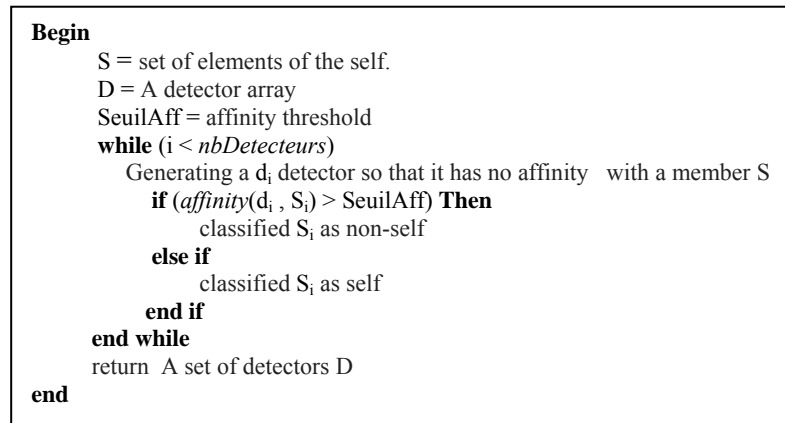 Begin
S = set of elements of the self.
D = A detector array
SeuilAff = affinity threshold
while (i < nbDetecteurs)
Generating a di detector so that it has no affinity with a member S
if (affinity(di , Si) > SeuilAff) Then
classified Si as non-self
else if
classified Si as self
end if
end while
return A set of detectors D
end